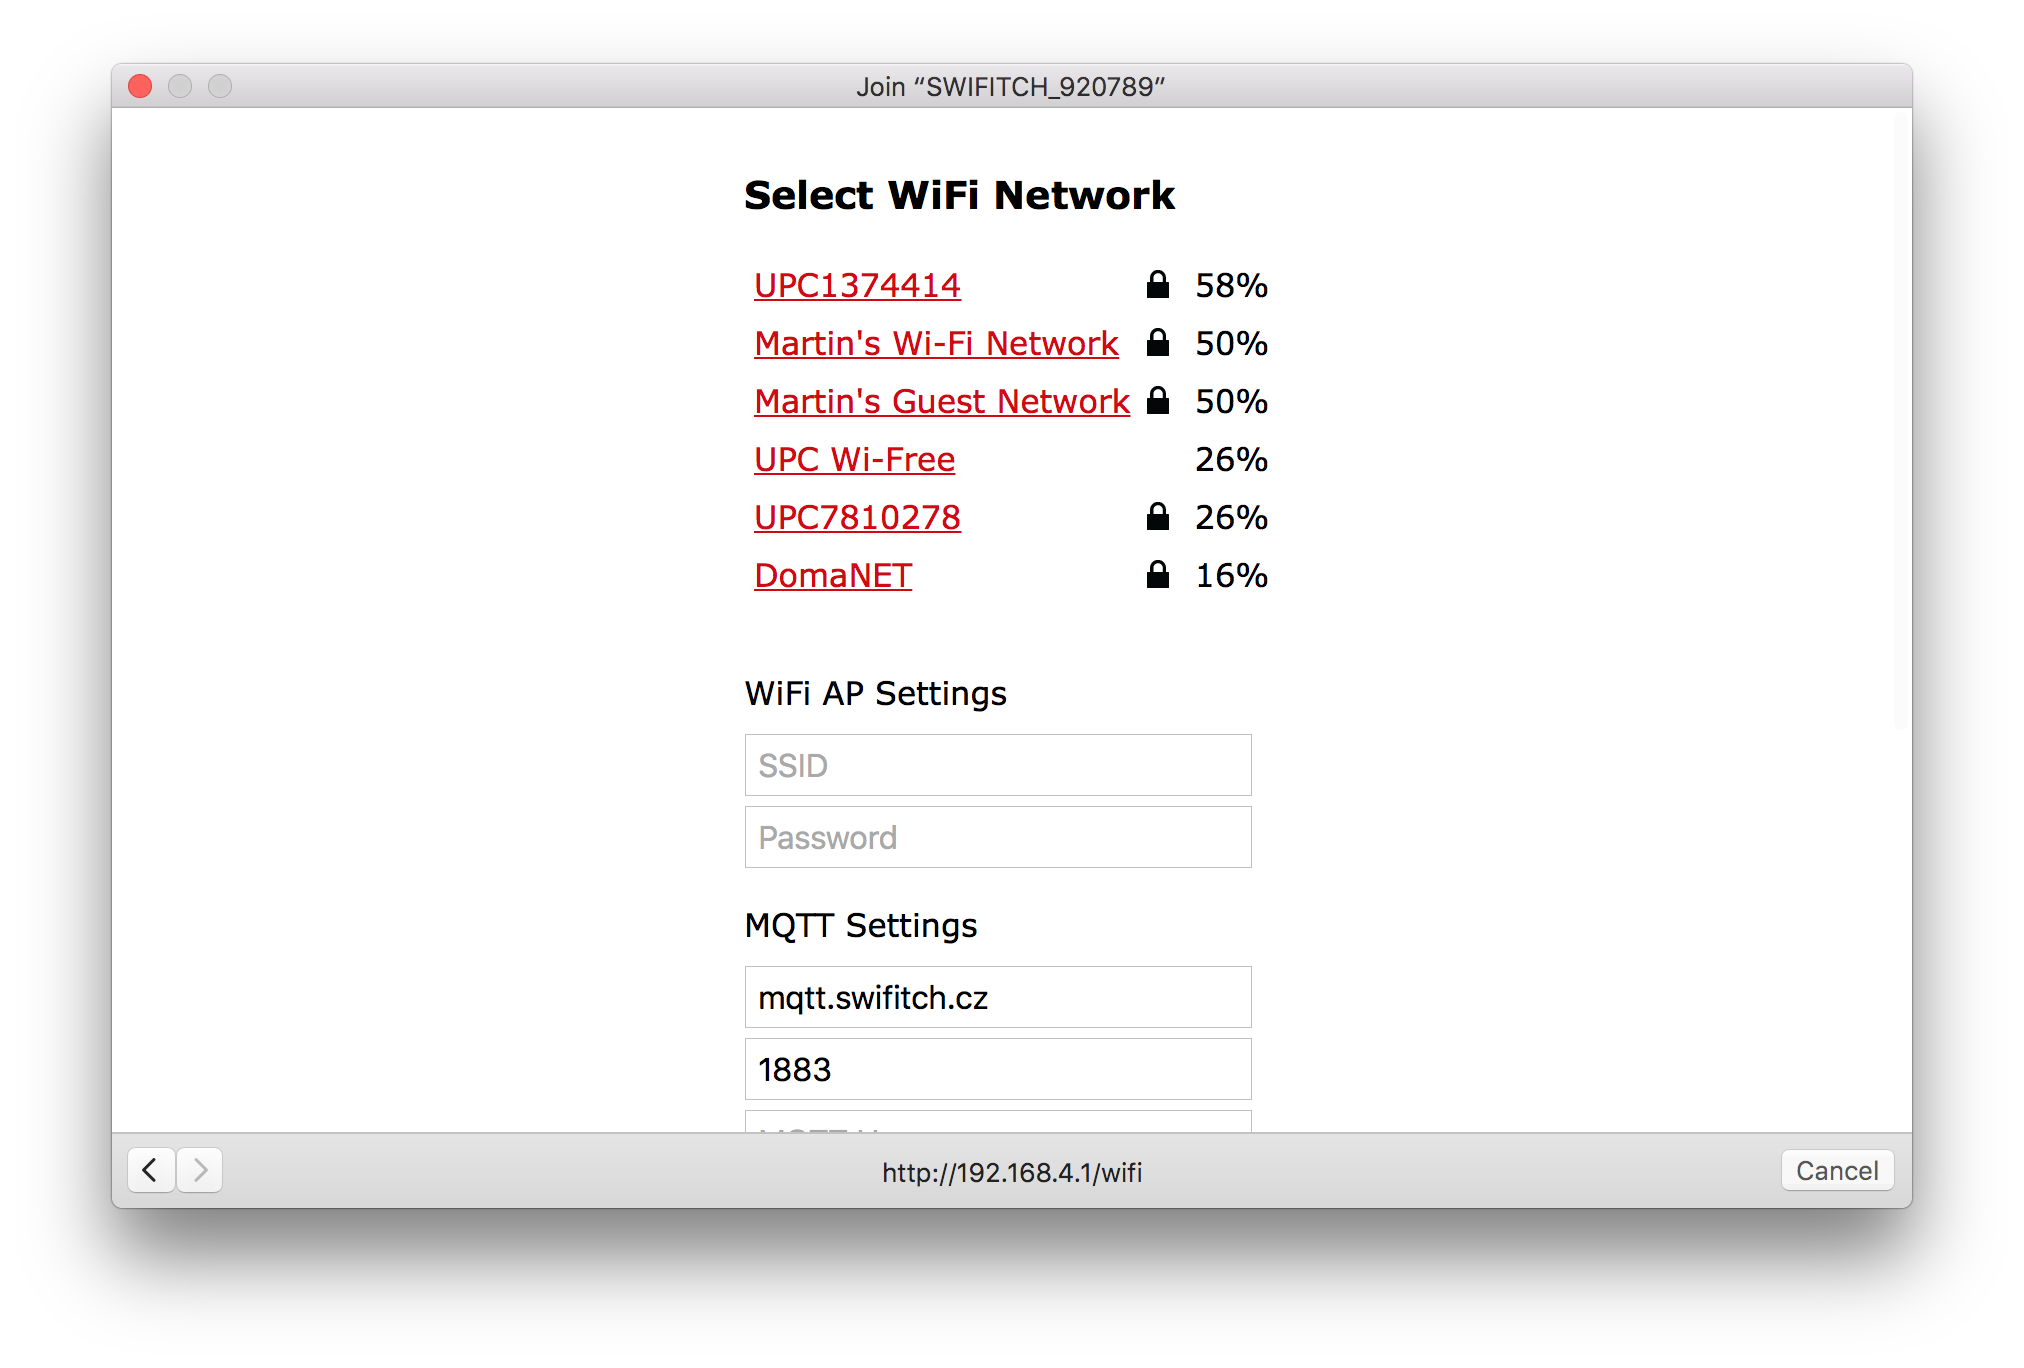 Join “SWIFITCH_920789”
Select WiFi Network
UPC1374414 58%
Martin's Wi-Fi Network 50%
Martin's Guest Network 50%
UPC Wi-Free 26%
UPC7810278 26%
DomaNET 16%
WiFi AP Settings
SSID
Password
MQTT Settings
mqtt.swifitch.cz
1883
http://192.168.4.1/wifi Cancel